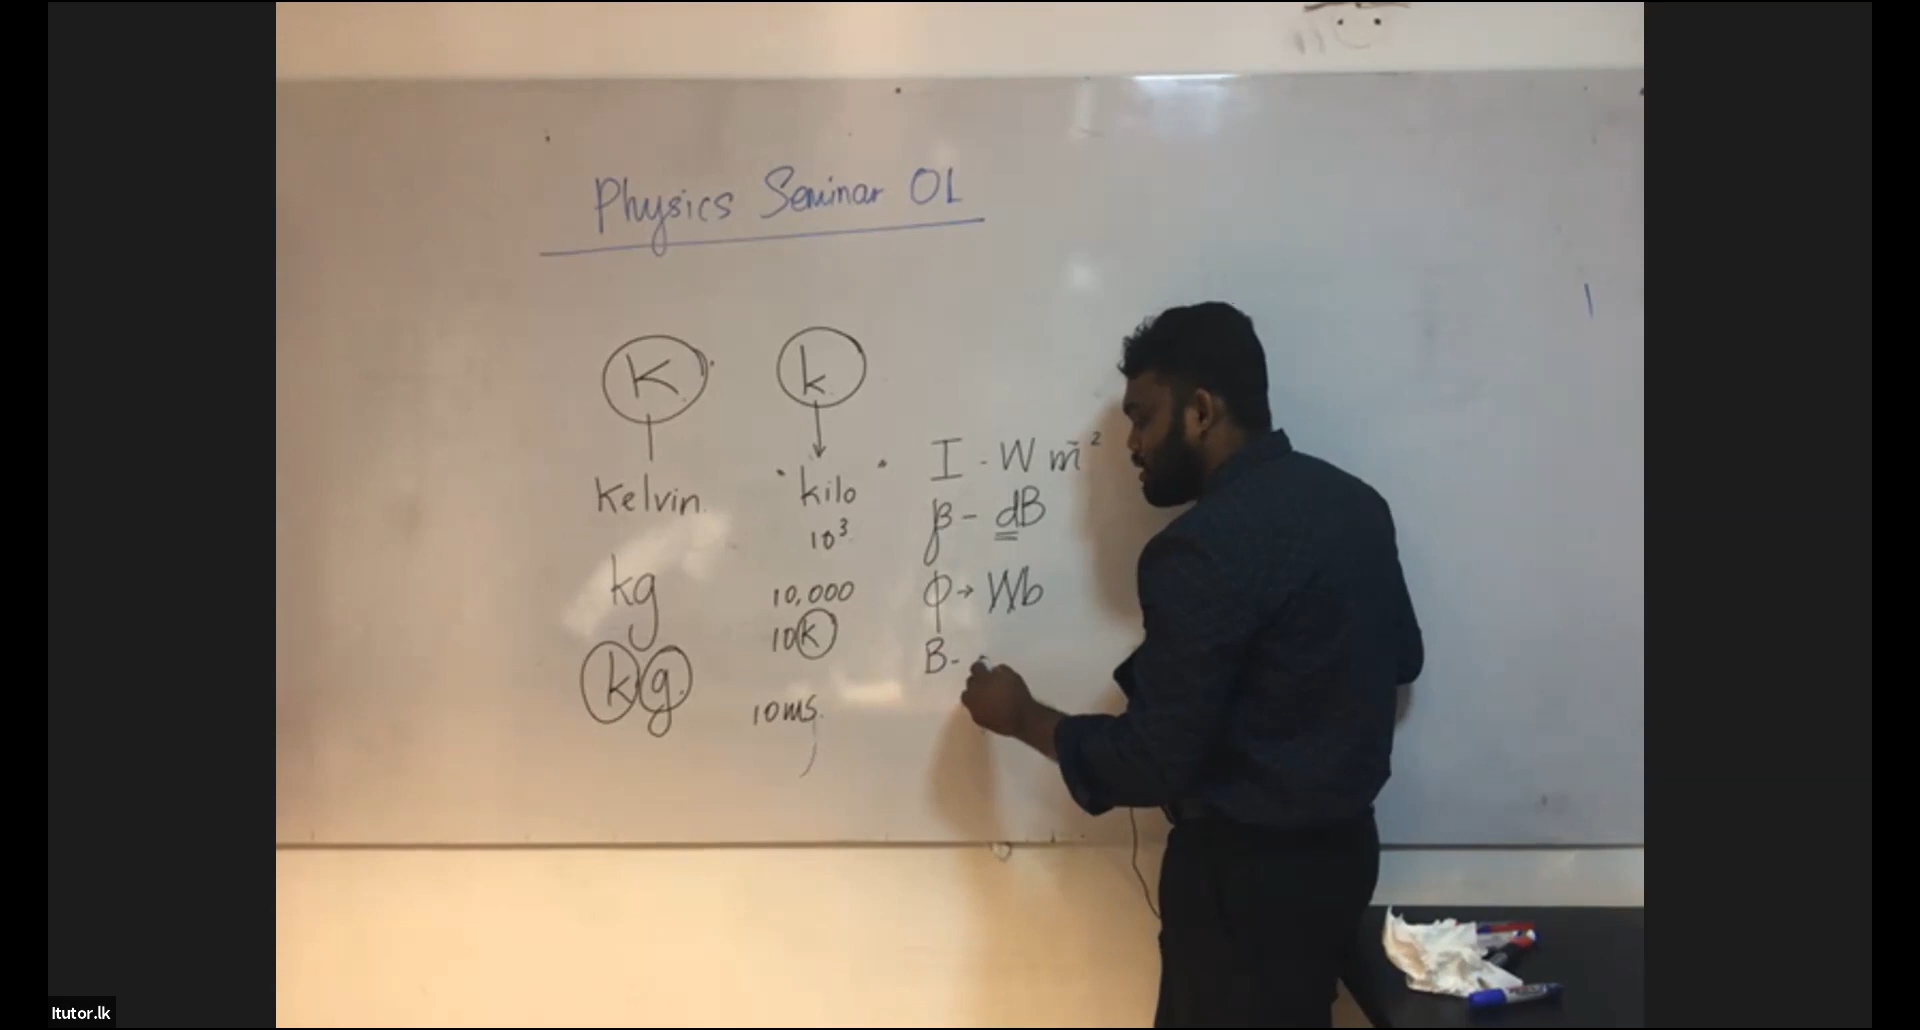 Physics Seminar OL
K
k
Kelvin
kilo
10³
kg
10,000
kg
10k
10ms
I - W m⁻²
β - dB
φ → Wb
B -
Itutor.lk